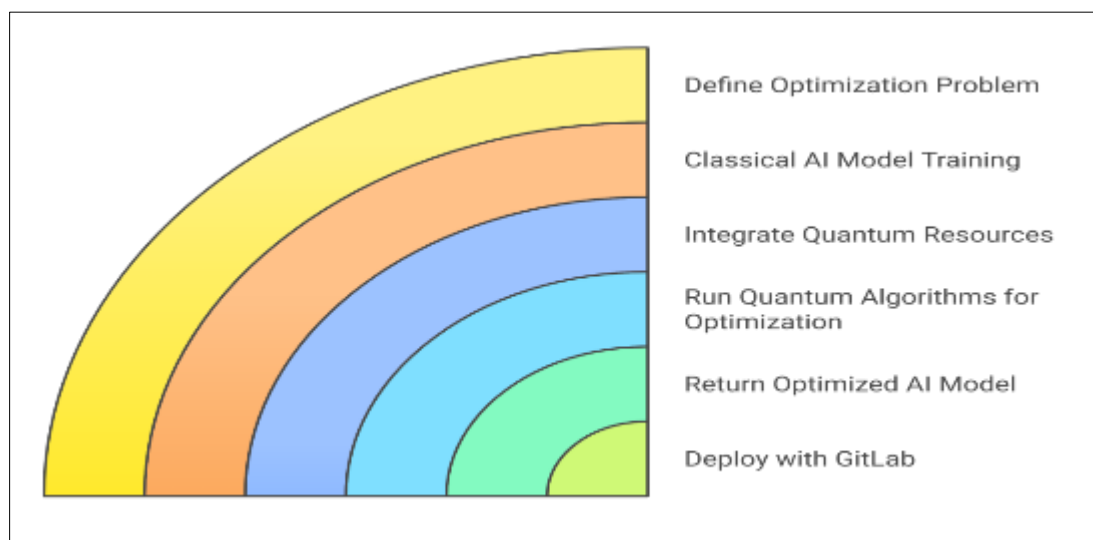 Define Optimization Problem
Classical AI Model Training
Integrate Quantum Resources
Run Quantum Algorithms for
Optimization
Return Optimized AI Model
Deploy with GitLab